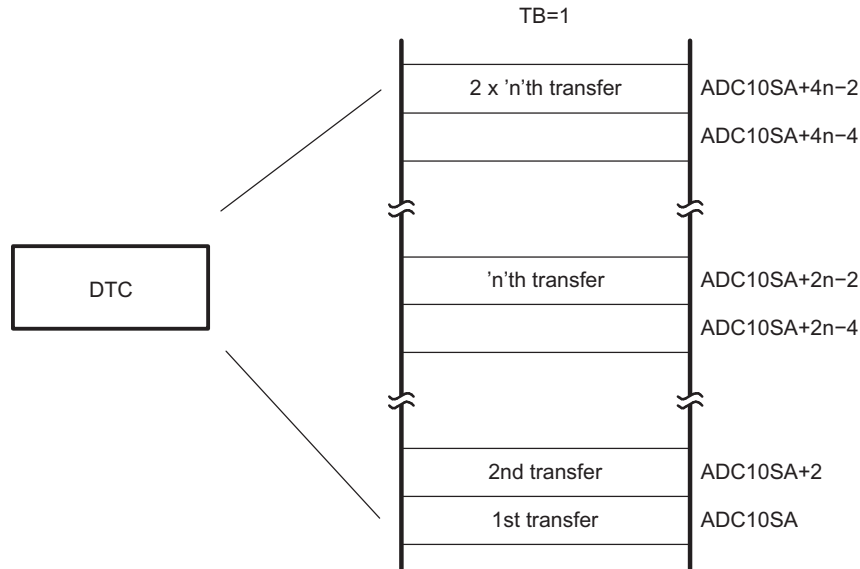 TB=1
2 x 'n'th transfer ADC10SA+4n−2
ADC10SA+4n−4
DTC
'n'th transfer ADC10SA+2n−2
ADC10SA+2n−4
2nd transfer ADC10SA+2
1st transfer ADC10SA